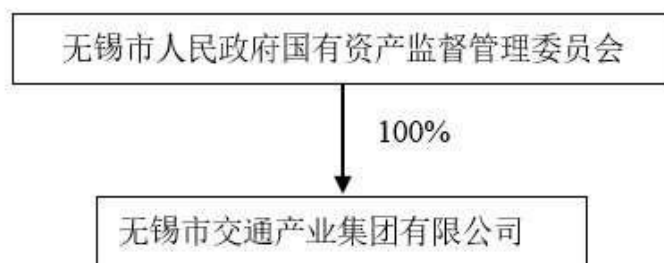 无锡市人民政府国有资产监督管理委员会
100%
无锡市交通产业集团有限公司